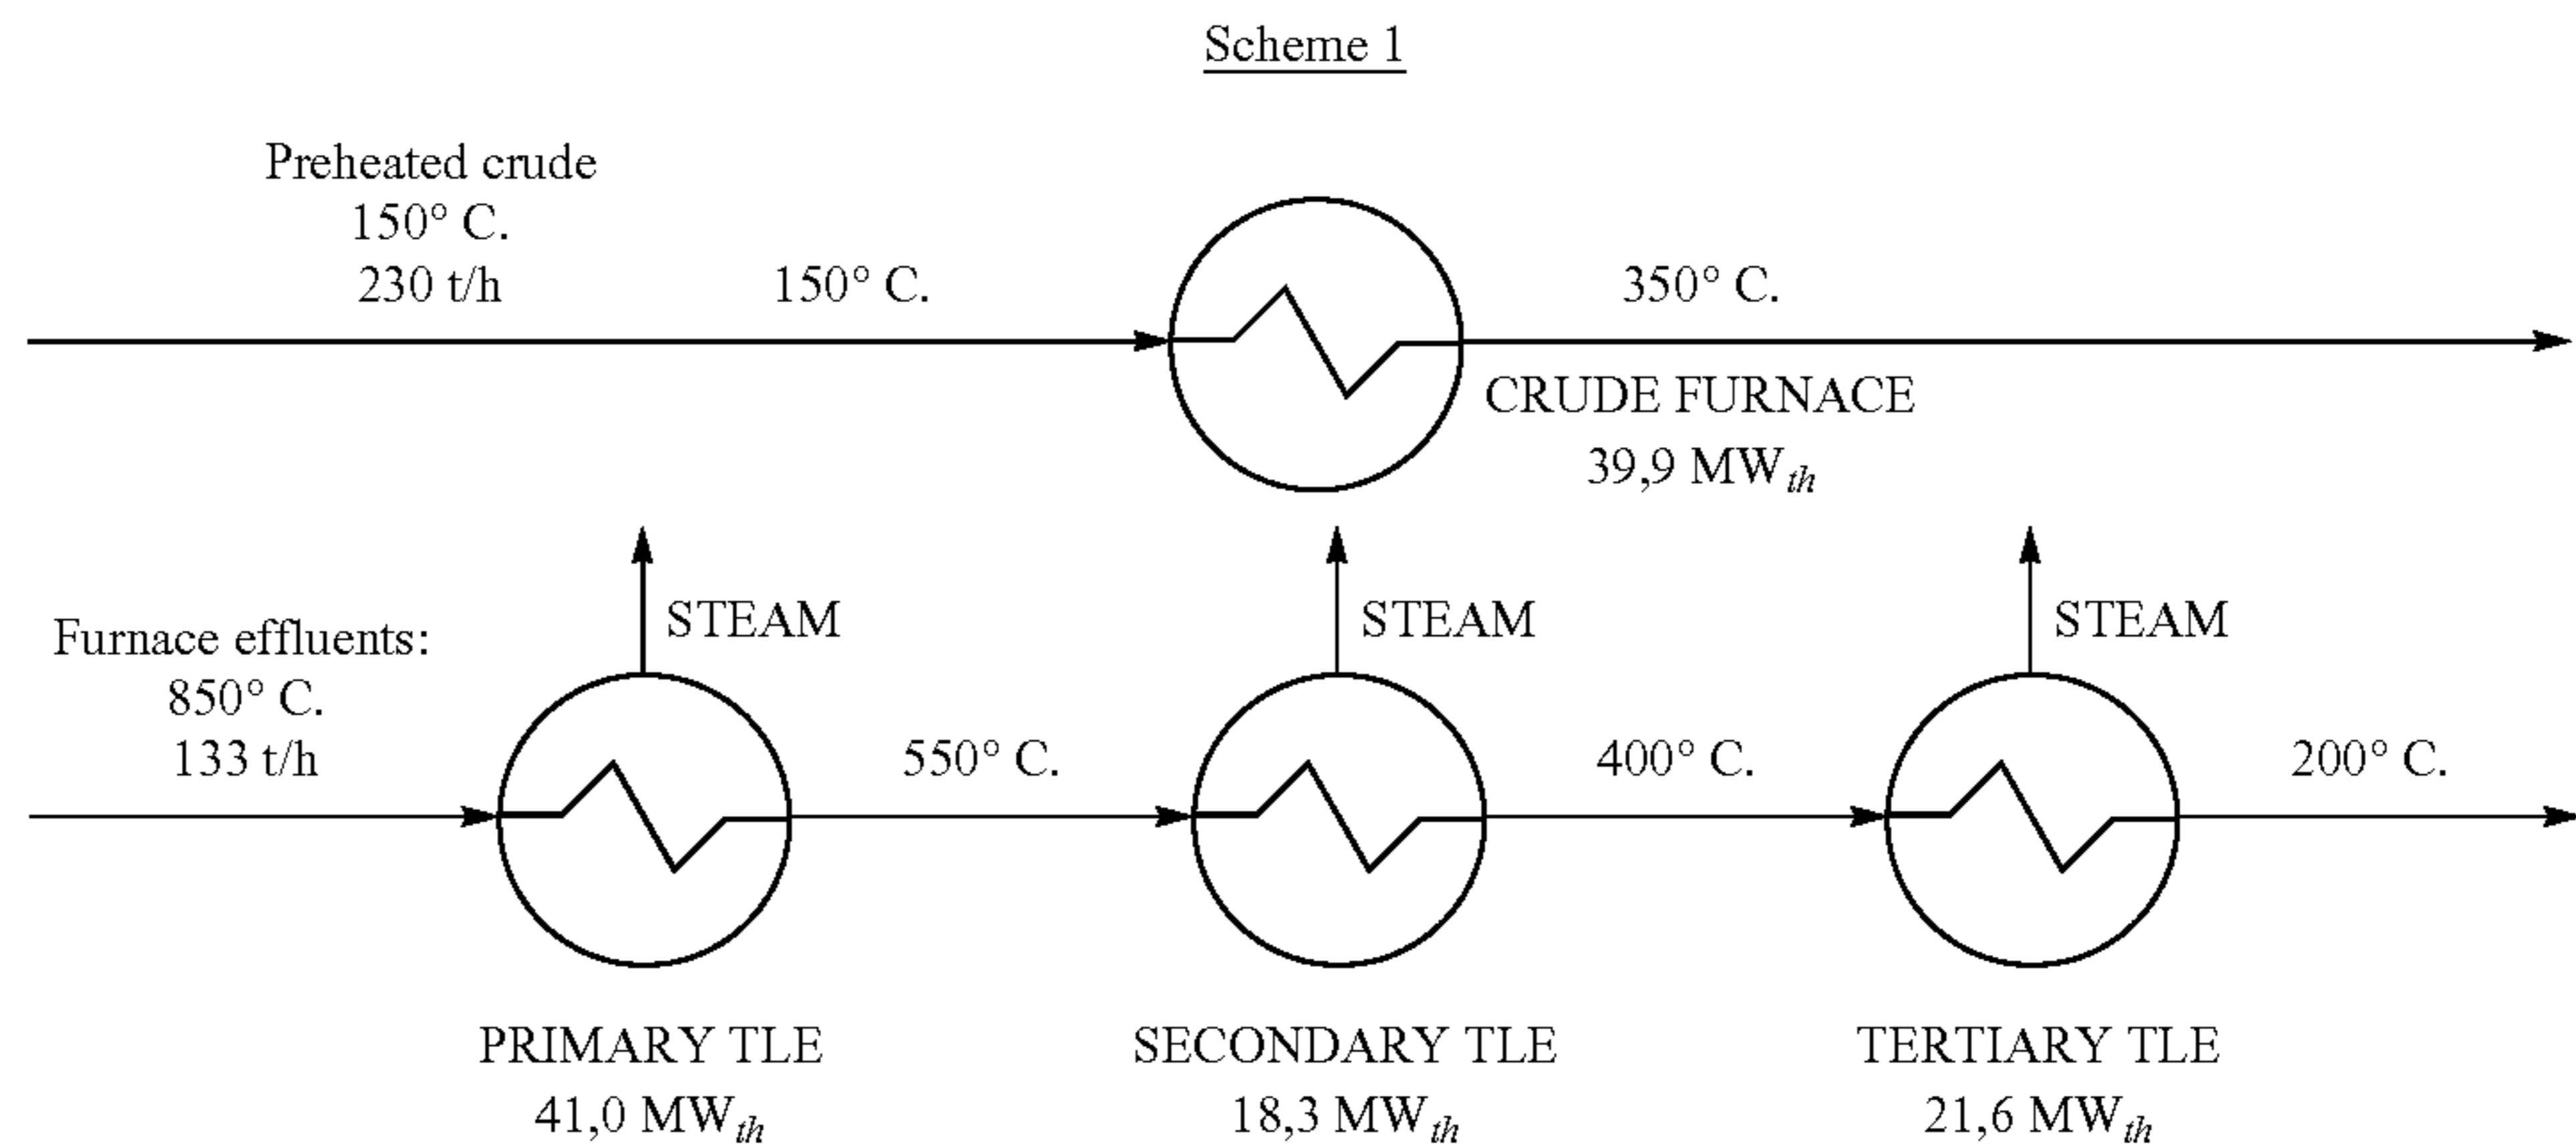 Scheme 1
Preheated crude
150° C.
230 t/h
150° C.
350° C.
CRUDE FURNACE
39,9 MWth
STEAM
STEAM
STEAM
Furnace effluents:
850° C.
133 t/h
550° C.
400° C.
200° C.
PRIMARY TLE
41,0 MWth
SECONDARY TLE
18,3 MWth
TERTIARY TLE
21,6 MWth